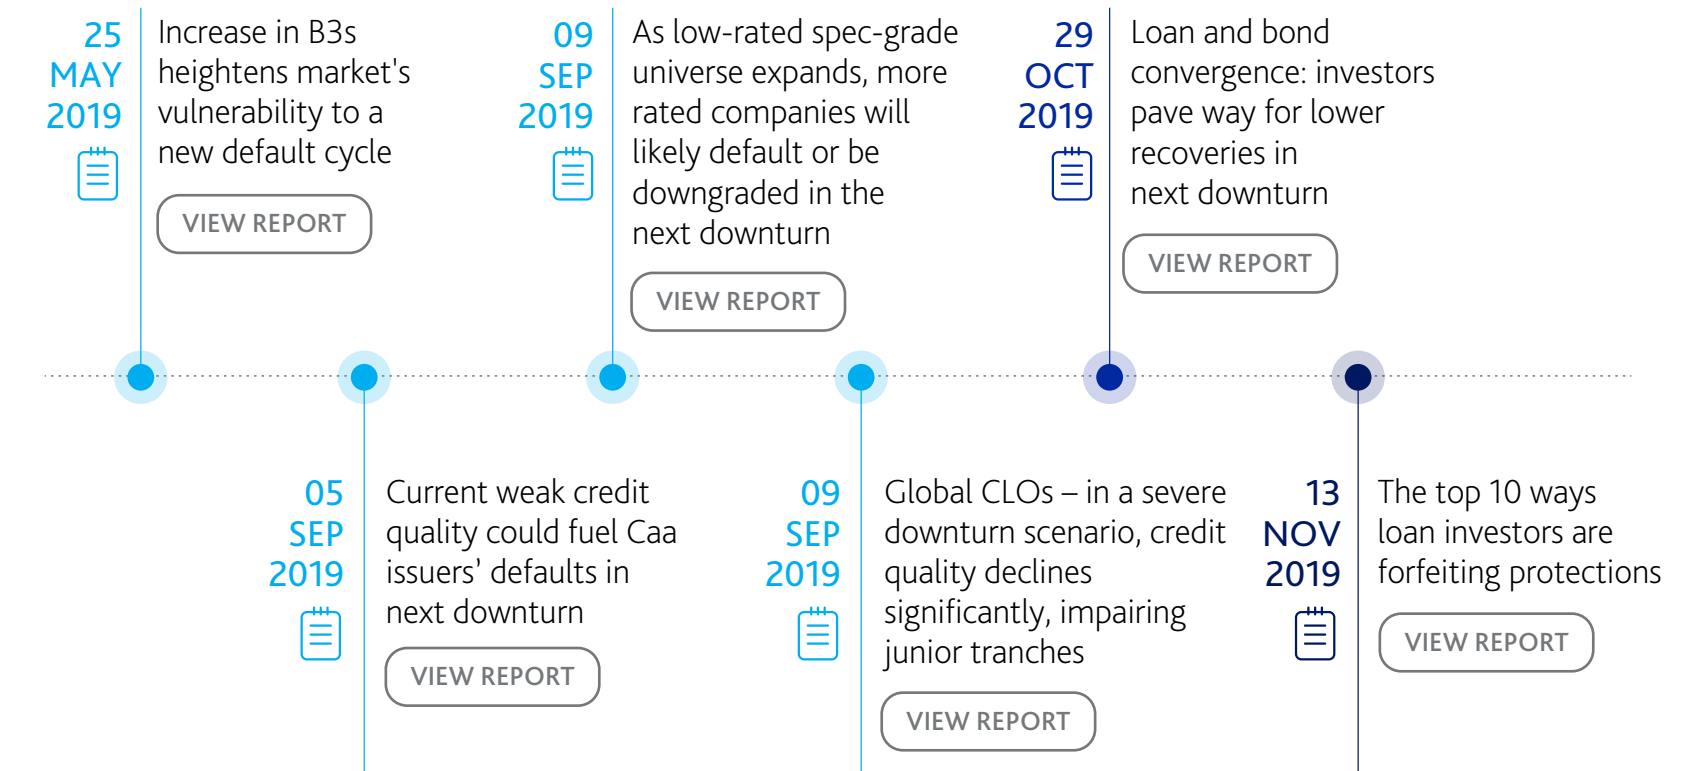 25
MAY
2019
Increase in B3s
heightens market's
vulnerability to a
new default cycle
VIEW REPORT
09
SEP
2019
As low-rated spec-grade
universe expands, more
rated companies will
likely default or be
downgraded in the
next downturn
VIEW REPORT
29
OCT
2019
Loan and bond
convergence: investors
pave way for lower
recoveries in
next downturn
VIEW REPORT
05
SEP
2019
Current weak credit
quality could fuel Caa
issuers’ defaults in
next downturn
VIEW REPORT
09
SEP
2019
Global CLOs – in a severe
downturn scenario, credit
quality declines
significantly, impairing
junior tranches
VIEW REPORT
13
NOV
2019
The top 10 ways
loan investors are
forfeiting protections
VIEW REPORT